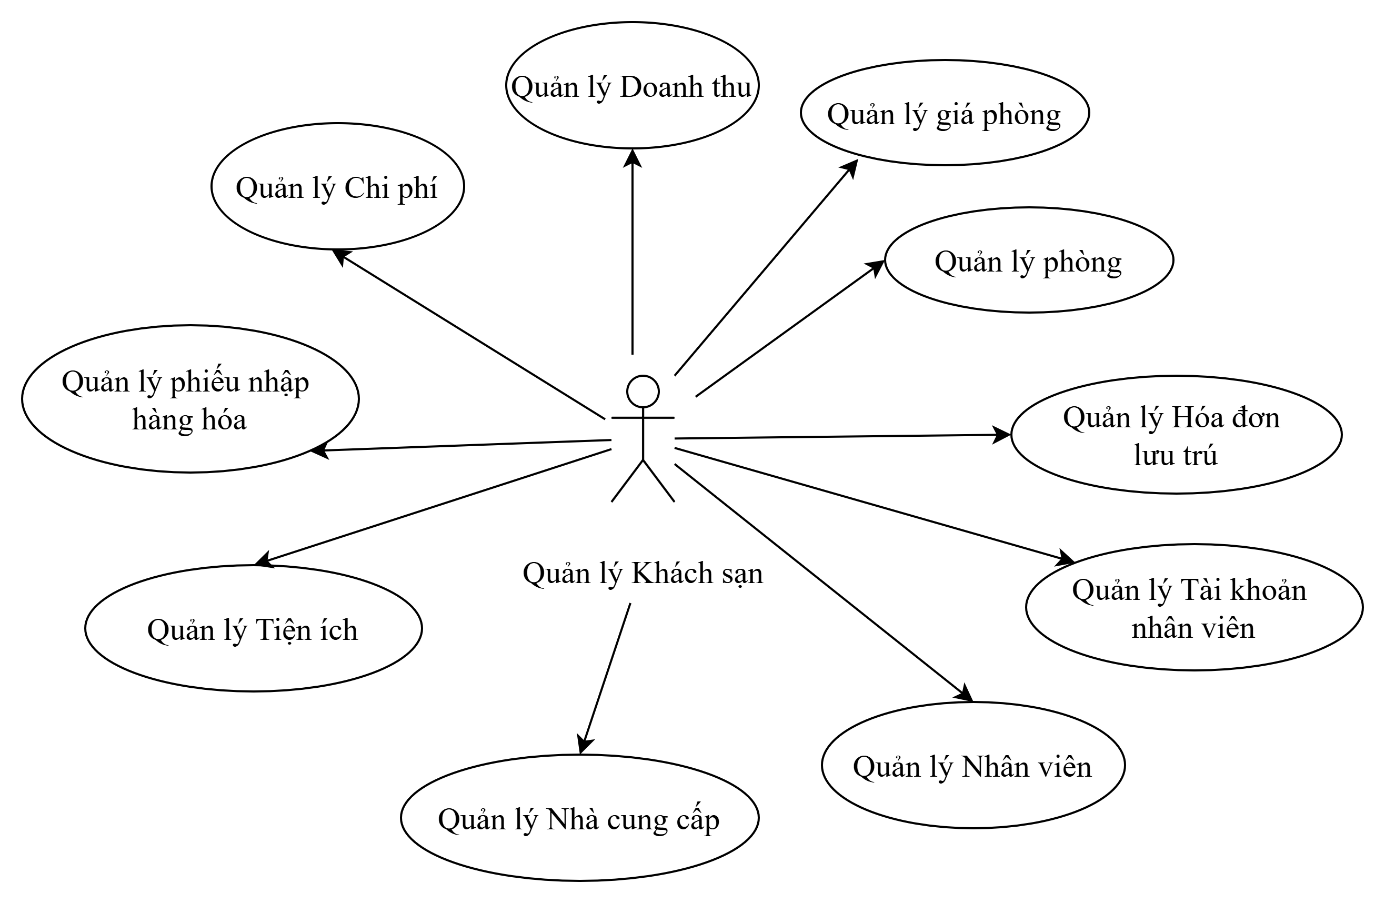 Quản lý Doanh thu
Quản lý giá phòng
Quản lý Chi phí
Quản lý phòng
Quản lý phiếu nhập
hàng hóa
Quản lý Hóa đơn
lưu trú
Quản lý Khách sạn
Quản lý Tài khoản
nhân viên
Quản lý Tiện ích
Quản lý Nhân viên
Quản lý Nhà cung cấp